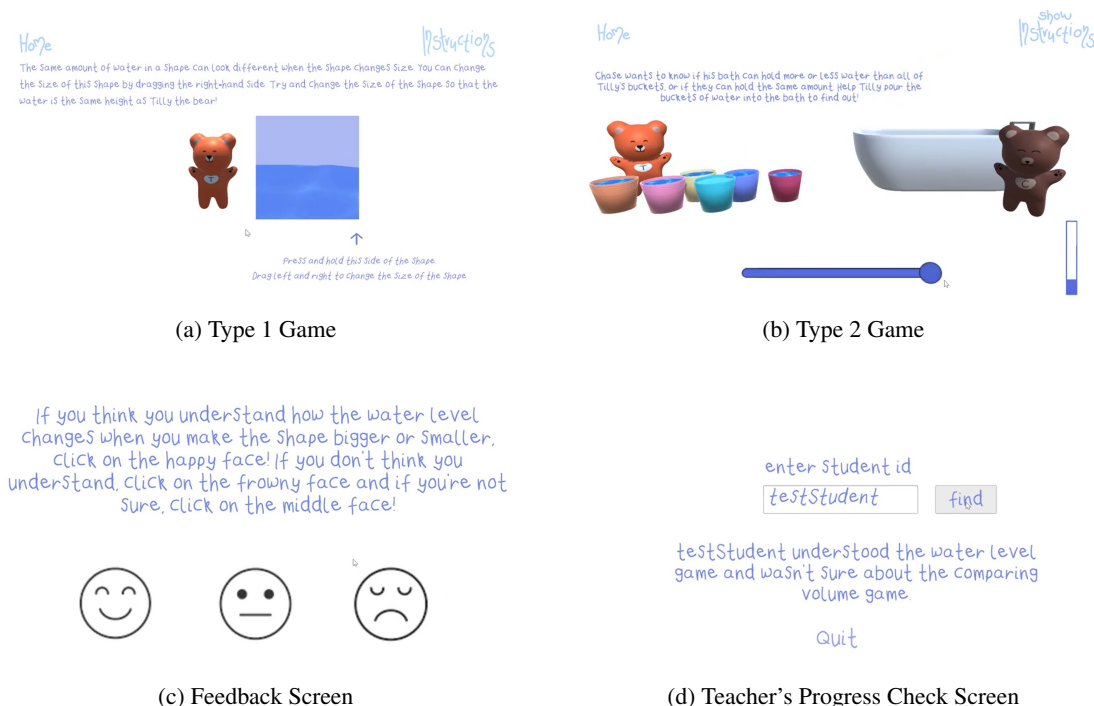 Home
Instructions
The Same amount of water in a Shape can look different when the Shape Changes Size. You can Change
the Size of this Shape by dragging the right-hand Side. Try and Change the Size of the Shape So that the
water is the Same height as Tilly the bear!
T
Press and hold this Side of the Shape.
Drag left and right to Change the Size of the Shape
(a) Type 1 Game
Home
show
Instructions
Chase wants to know if his bath can hold more or less water than all of
Tilly's buckets, or if they can hold the Same amount. Help Tilly pour the
buckets of water into the bath to find out!
T
C
(b) Type 2 Game
If you think you understand how the water level
Changes when you make the Shape bigger or Smaller,
Click on the happy face! If you don't think you
understand, Click on the frowny face and if you're not
Sure, Click on the middle face!
(c) Feedback Screen
enter Student id
testStudent
find
testStudent understood the water level
game and wasn't Sure about the Comparing
volume game.
Quit
(d) Teacher's Progress Check Screen